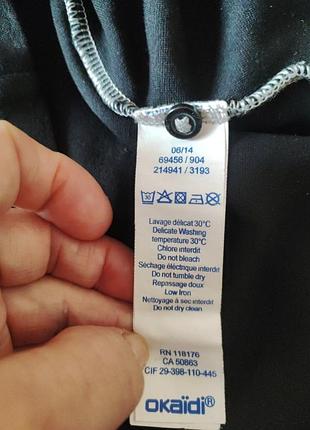 06/14
69456 / 904
214941 / 3193
30
Lavage délicat 30°C
Delicate Washing
temperature 30°C
Chlore interdit
Do not bleach
Séchage éléctrique interdit
Do not tumble dry
Repassage doux
Low Iron
Nettoyage à sec interdit
Do not dry clean
RN 118176
CA 50863
CIF 29-398-110-445
OKAÏDI®